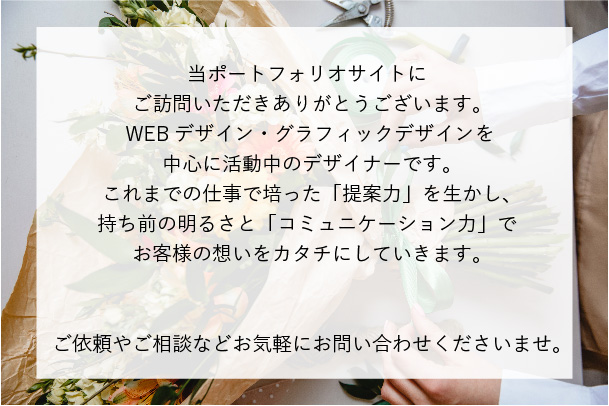 当ポートフォリオサイトに
ご訪問いただきありがとうございます。
WEBデザイン・グラフィックデザインを
中心に活動中のデザイナーです。
これまでの仕事で培った「提案力」を生かし、
持ち前の明るさと「コミュニケーション力」で
お客様の想いをカタチにしていきます。
ご依頼やご相談などお気軽にお問い合わせくださいませ。